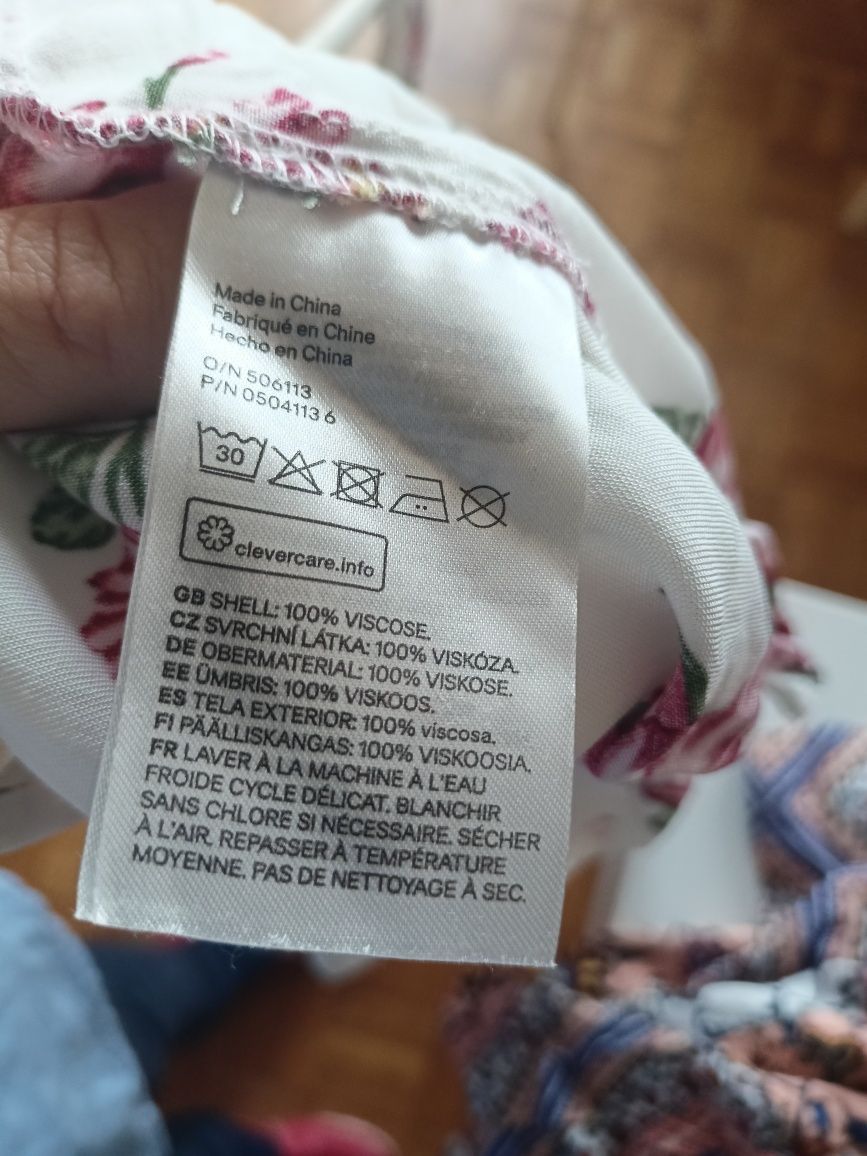 Made in China
Fabriqué en Chine
Hecho en China
O/N 506113
P/N 0504113 6
30
clevercare.info
GB SHELL: 100% VISCOSE.
CZ SVRCHNÍ LÁTKA: 100% VISKÓZA.
DE OBERMATERIAL: 100% VISKOSE.
EE ÜMBRIS: 100% VISKOOS.
ES TELA EXTERIOR: 100% viscosa.
FI PÄÄLLISKANGAS: 100% VISKOOSIA.
FR LAVER À LA MACHINE À L'EAU
FROIDE CYCLE DÉLICAT. BLANCHIR
SANS CHLORE SI NÉCESSAIRE. SÉCHER
À L'AIR. REPASSER À TEMPÉRATURE
MOYENNE. PAS DE NETTOYAGE À SEC.